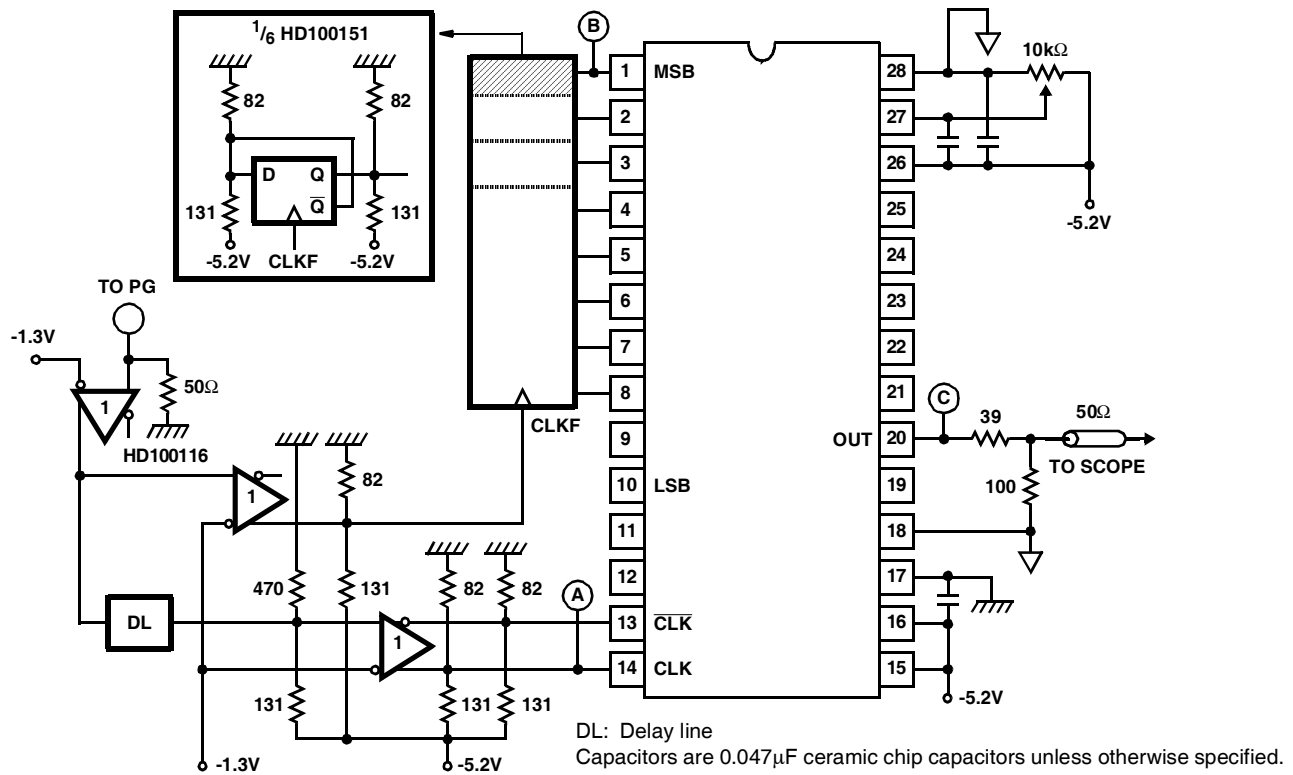 1/6 HD100151
82
82
D
Q
Q
131
131
-5.2V
CLKF
-5.2V
TO PG
-1.3V
50Ω
1
HD100116
1
82
470
131
82
82
DL
1
131
131
131
-1.3V
-5.2V
A
B
CLKF
1
MSB
2
3
4
5
6
7
8
9
10
LSB
11
12
13
CLK
14
CLK
28
27
26
25
24
23
22
21
OUT
20
19
18
17
16
15
10kΩ
-5.2V
C
39
50Ω
TO SCOPE
100
-5.2V
DL: Delay line
Capacitors are 0.047μF ceramic chip capacitors unless otherwise specified.